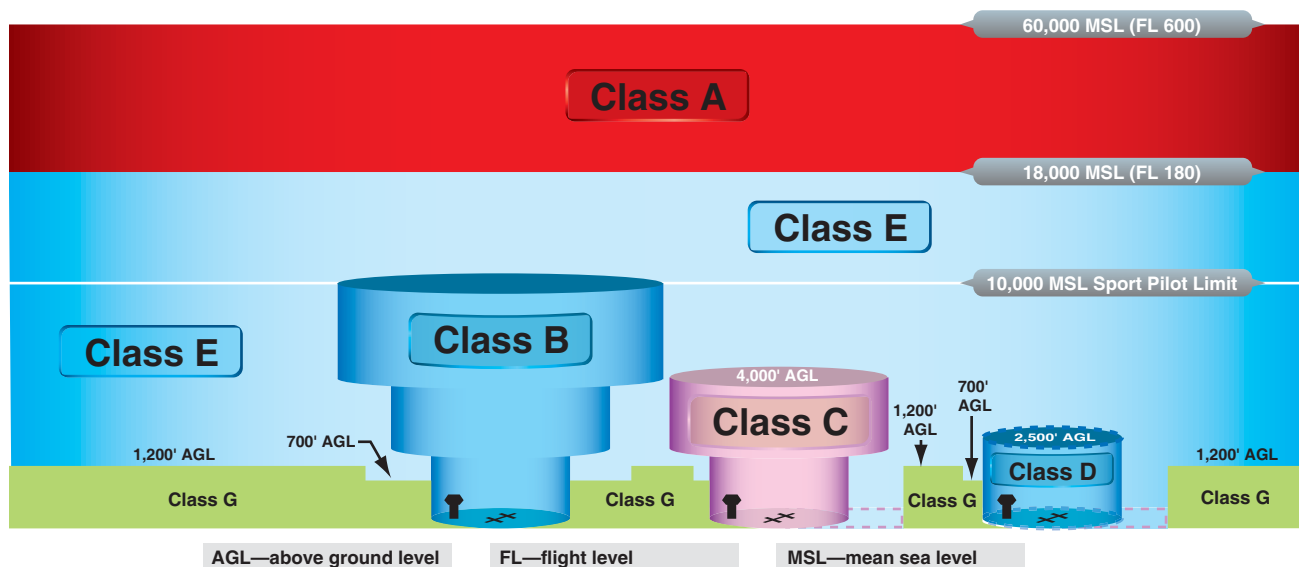 60,000 MSL (FL 600)
Class A
18,000 MSL (FL 180)
Class E
10,000 MSL Sport Pilot Limit
Class B
Class E
4,000' AGL
700'
AGL
Class C
1,200'
AGL
700' AGL
2,500' AGL
1,200' AGL
1,200' AGL
Class D
Class G
Class G
Class G
Class G
AGL—above ground level
FL—flight level
MSL—mean sea level